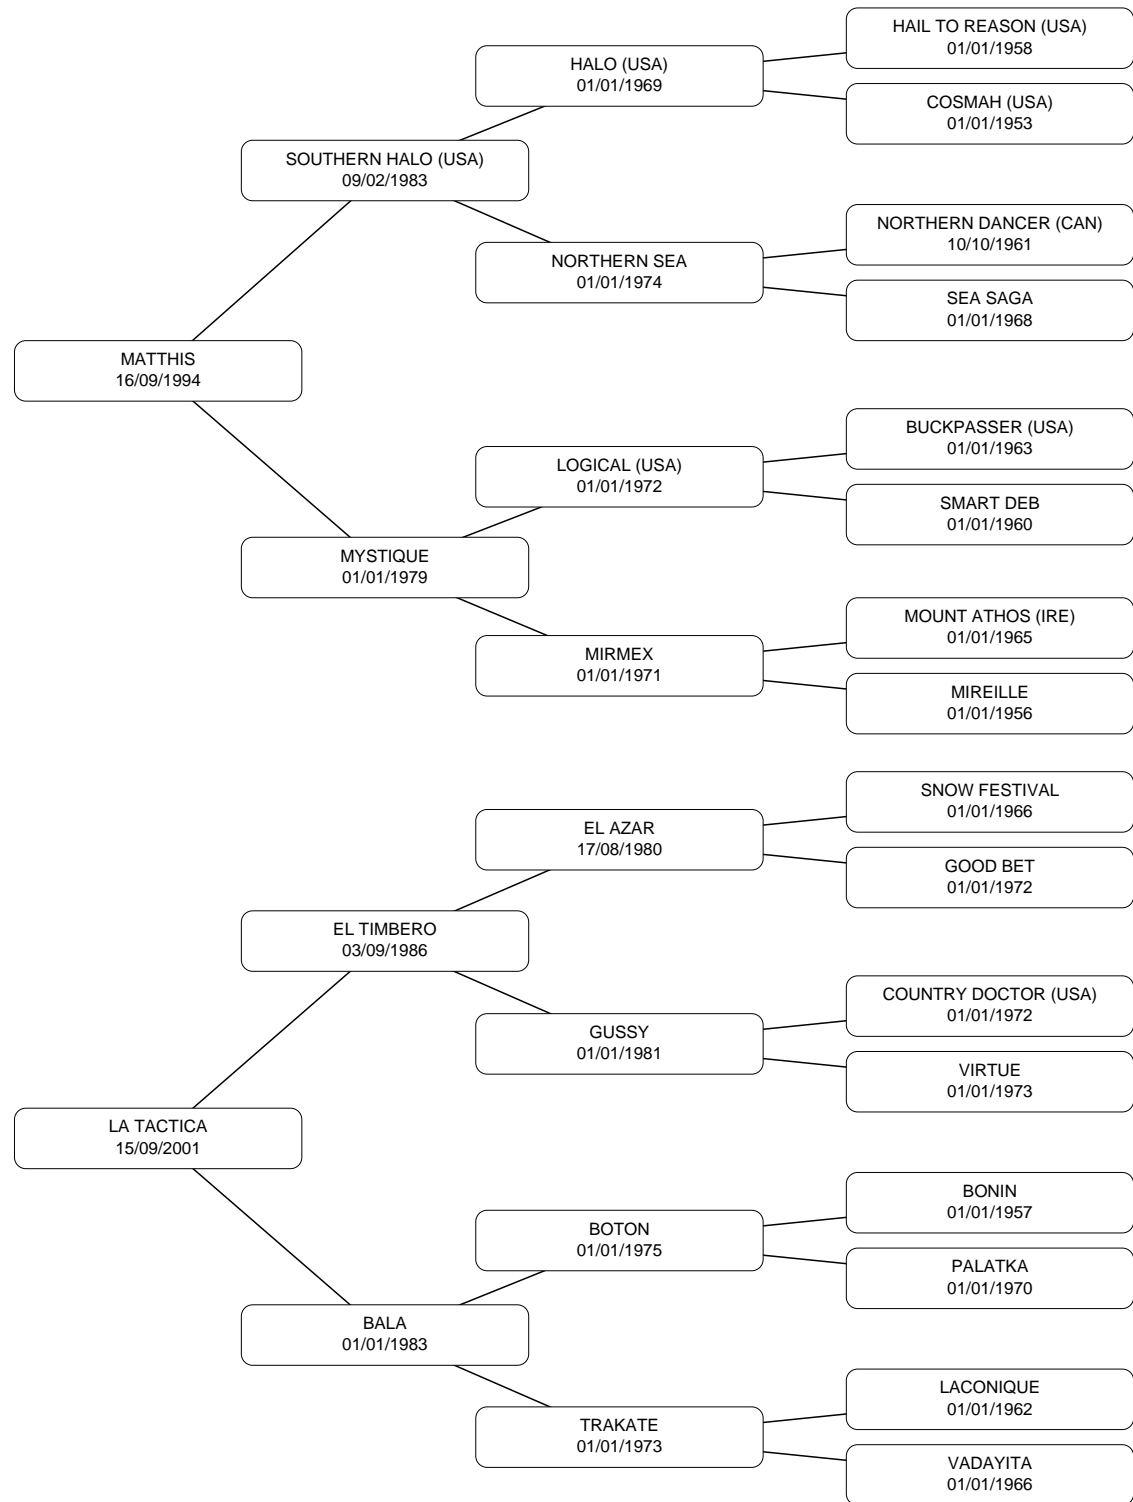 HAIL TO REASON (USA)
01/01/1958
HALO (USA)
01/01/1969
COSMAH (USA)
01/01/1953
SOUTHERN HALO (USA)
09/02/1983
NORTHERN DANCER (CAN)
10/10/1961
NORTHERN SEA
01/01/1974
SEA SAGA
01/01/1968
MATTHIS
16/09/1994
BUCKPASSER (USA)
01/01/1963
LOGICAL (USA)
01/01/1972
SMART DEB
01/01/1960
MYSTIQUE
01/01/1979
MOUNT ATHOS (IRE)
01/01/1965
MIRMEX
01/01/1971
MIREILLE
01/01/1956
SNOW FESTIVAL
01/01/1966
EL AZAR
17/08/1980
GOOD BET
01/01/1972
EL TIMBERO
03/09/1986
COUNTRY DOCTOR (USA)
01/01/1972
GUSSY
01/01/1981
VIRTUE
01/01/1973
LA TACTICA
15/09/2001
BONIN
01/01/1957
BOTON
01/01/1975
PALATKA
01/01/1970
BALA
01/01/1983
LACONIQUE
01/01/1962
TRAKATE
01/01/1973
VADAYITA
01/01/1966